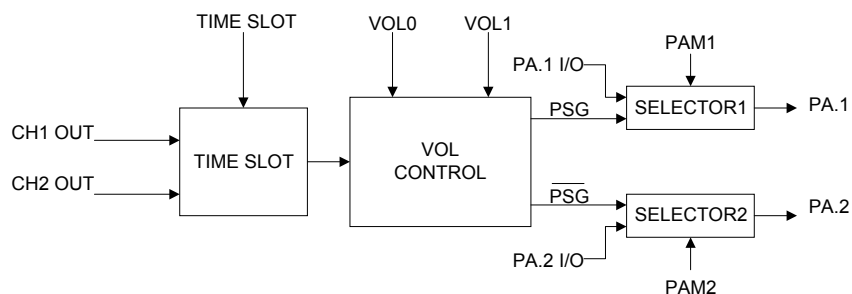 TIME SLOT
VOL0
VOL1
PAM1
PA.1 I/O
PSG
SELECTOR1
PA.1
CH1 OUT
CH2 OUT
TIME SLOT
VOL
CONTROL
P̅S̅G̅
SELECTOR2
PA.2
PA.2 I/O
PAM2